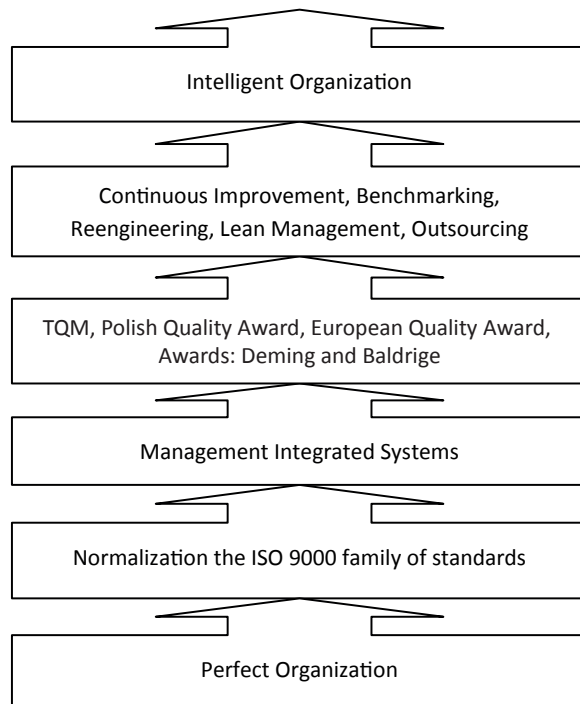 Intelligent Organization
Continuous Improvement, Benchmarking,
Reengineering, Lean Management, Outsourcing
TQM, Polish Quality Award, European Quality Award,
Awards: Deming and Baldrige
Management Integrated Systems
Normalization the ISO 9000 family of standards
Perfect Organization